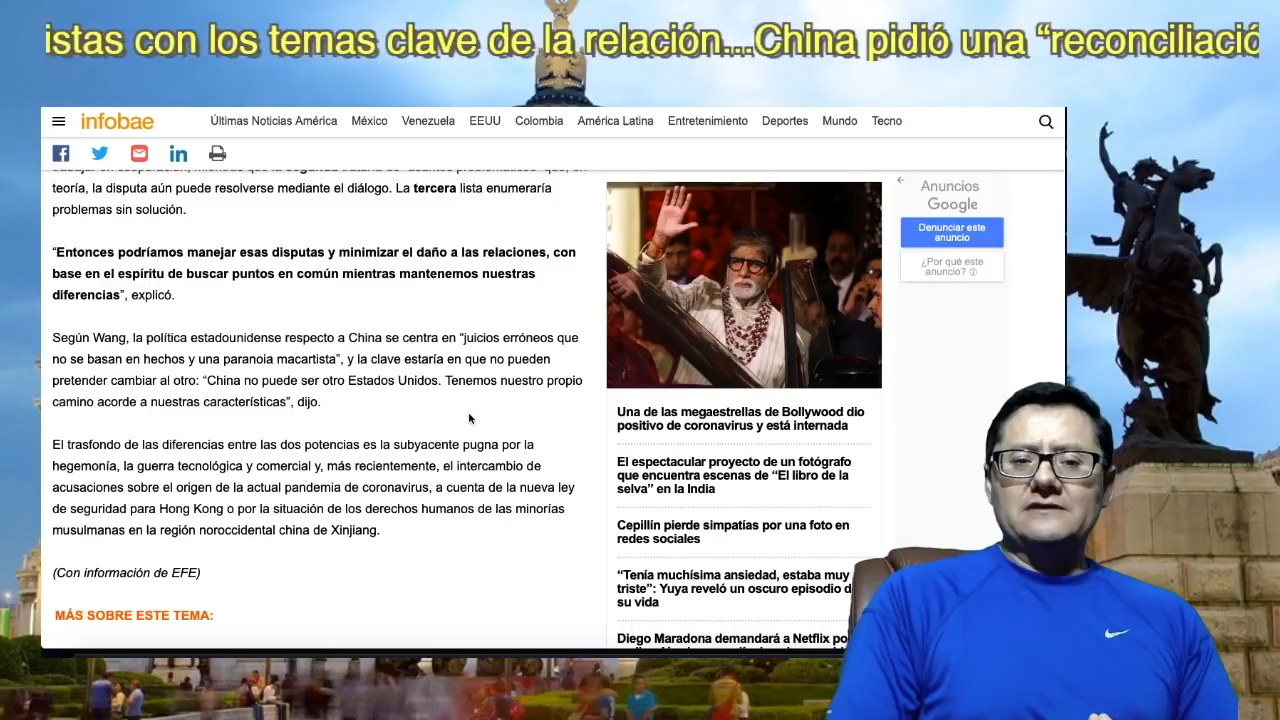 istas con los temas clave de la relación...China pidió una “reconciliació
infobae
Últimas Noticias América México Venezuela EEUU Colombia América Latina Entretenimiento Deportes Mundo Tecno
teoría, la disputa aún puede resolverse mediante el diálogo. La tercera lista enumeraría
problemas sin solución.
“Entonces podríamos manejar esas disputas y minimizar el daño a las relaciones, con
base en el espíritu de buscar puntos en común mientras mantenemos nuestras
diferencias”, explicó.
Según Wang, la política estadounidense respecto a China se centra en “juicios erróneos que
no se basan en hechos y una paranoia macartista”, y la clave estaría en que no pueden
pretender cambiar al otro: “China no puede ser otro Estados Unidos. Tenemos nuestro propio
camino acorde a nuestras características”, dijo.
El trasfondo de las diferencias entre las dos potencias es la subyacente pugna por la
hegemonía, la guerra tecnológica y comercial y, más recientemente, el intercambio de
acusaciones sobre el origen de la actual pandemia de coronavirus, a cuenta de la nueva ley
de seguridad para Hong Kong o por la situación de los derechos humanos de las minorías
musulmanas en la región noroccidental china de Xinjiang.
(Con información de EFE)
MÁS SOBRE ESTE TEMA:
Una de las megaestrellas de Bollywood dio
positivo de coronavirus y está internada
El espectacular proyecto de un fotógrafo
que encuentra escenas de “El libro de la
selva” en la India
Cepillín pierde simpatías por una foto en
redes sociales
“Tenía muchísima ansiedad, estaba muy
triste”: Yuya reveló un oscuro episodio d
su vida
Diego Maradona demandará a Netflix po
Anuncios
Google
Denunciar este
anuncio
¿Por qué este
anuncio?